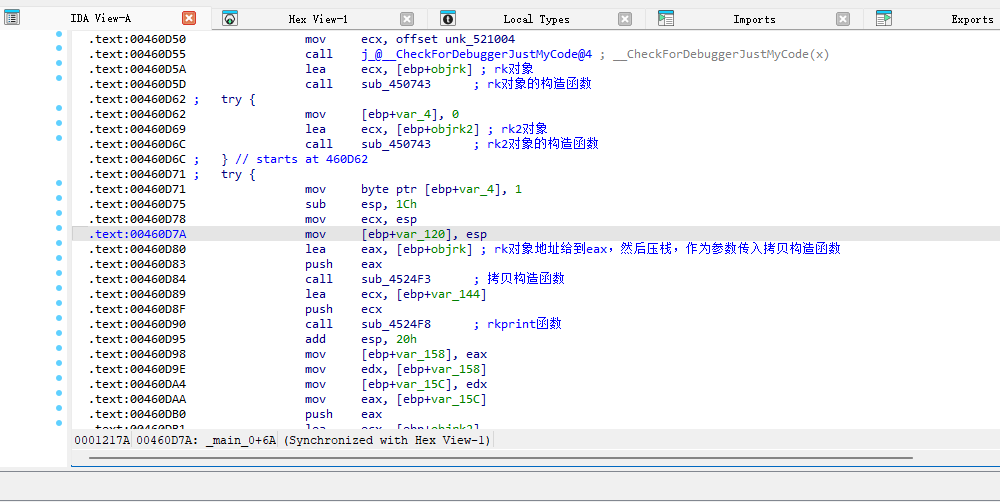 IDA View-A Hex View-1 Local Types Imports Exports
.text:00460D50 mov ecx, offset unk_521004
.text:00460D55 call j_@__CheckForDebuggerJustMyCode@4 ; __CheckForDebuggerJustMyCode(x)
.text:00460D5A lea ecx, [ebp+objrk] ; rk对象
.text:00460D5D call sub_450743 ; rk对象的构造函数
.text:00460D62 ; try {
.text:00460D62 mov [ebp+var_4], 0
.text:00460D69 lea ecx, [ebp+objrk2] ; rk2对象
.text:00460D6C call sub_450743 ; rk2对象的构造函数
.text:00460D6C ; } // starts at 460D62
.text:00460D71 ; try {
.text:00460D71 mov byte ptr [ebp+var_4], 1
.text:00460D75 sub esp, 1Ch
.text:00460D78 mov ecx, esp
.text:00460D7A mov [ebp+var_120], esp
.text:00460D80 lea eax, [ebp+objrk] ; rk对象地址给到eax，然后压栈，作为参数传入拷贝构造函数
.text:00460D83 push eax
.text:00460D84 call sub_4524F3 ; 拷贝构造函数
.text:00460D89 lea ecx, [ebp+var_144]
.text:00460D8F push ecx
.text:00460D90 call sub_4524F8 ; rkprint函数
.text:00460D95 add esp, 20h
.text:00460D98 mov [ebp+var_158], eax
.text:00460D9E mov edx, [ebp+var_158]
.text:00460DA4 mov [ebp+var_15C], edx
.text:00460DAA mov eax, [ebp+var_15C]
.text:00460DB0 push eax
0001217A 00460D7A: _main_0+6A (Synchronized with Hex View-1)